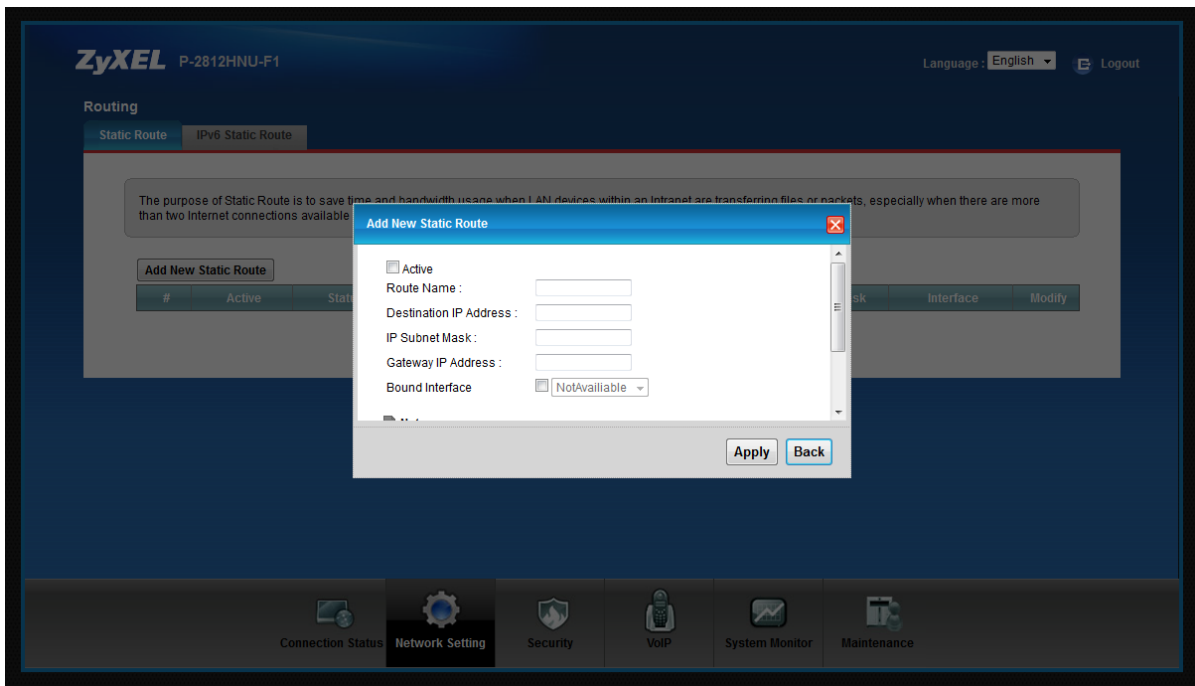 ZyXEL P-2812HNU-F1
Language : English
Logout
Routing
Static Route
IPv6 Static Route
The purpose of Static Route is to save time and bandwidth usage when LAN devices within an Intranet are transferring files or packets, especially when there are more
than two Internet connections available
Add New Static Route
Add New Static Route
# Active Interface Modify
Active
Route Name :
Destination IP Address :
IP Subnet Mask :
Gateway IP Address :
Bound Interface NotAvailiable
Apply Back
Connection Status
Network Setting
Security
VoIP
System Monitor
Maintenance